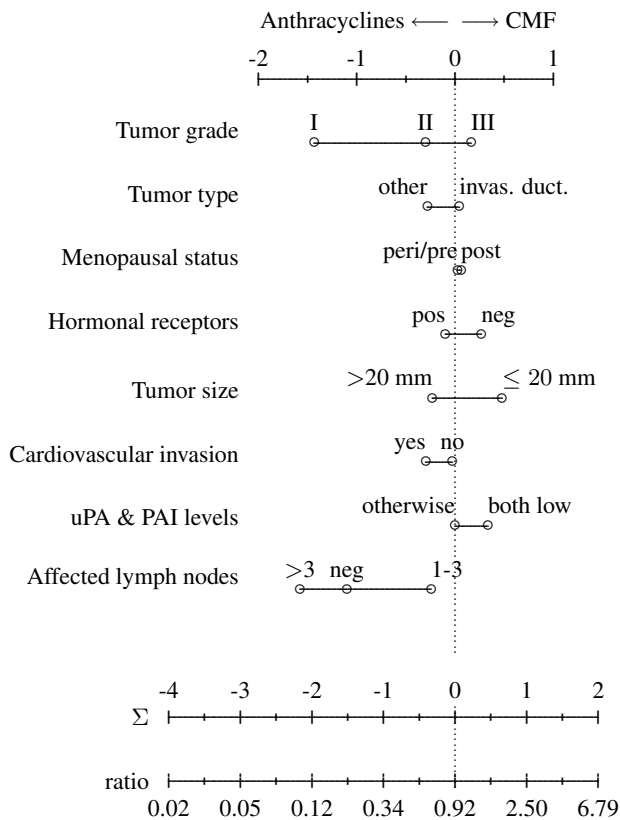 Anthracyclines ⟵ ⟶ CMF
-2 -1 0 1
Tumor grade I II III
Tumor type other invas. duct.
Menopausal status peri/pre post
Hormonal receptors pos neg
Tumor size >20 mm ≤ 20 mm
Cardiovascular invasion yes no
uPA & PAI levels otherwise both low
Affected lymph nodes >3 neg 1-3
-4 -3 -2 -1 0 1 2
Σ
ratio
0.02 0.05 0.12 0.34 0.92 2.50 6.79